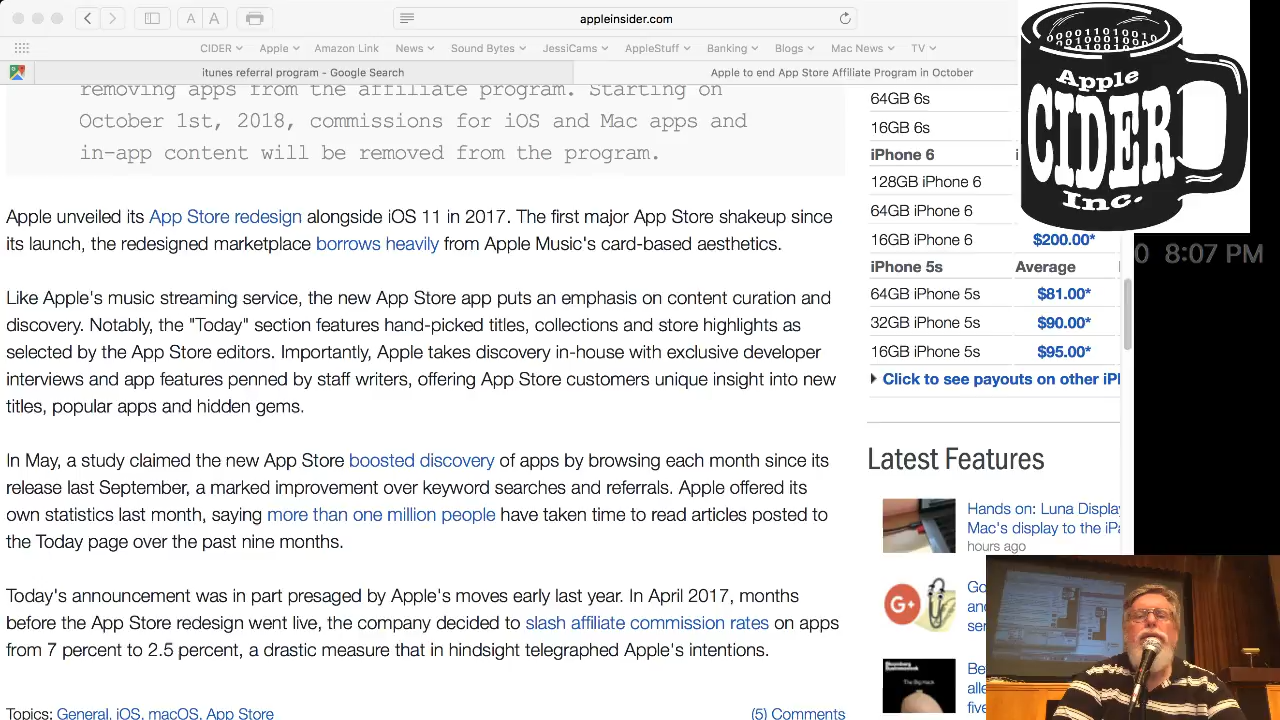 appleinsider.com
A A
CIDER Apple Amazon Link News Sound Bytes JessiCams AppleStuff Banking Blogs Mac News TV
itunes referral program - Google Search
Apple to end App Store Affiliate Program in October
removing apps from the affiliate program. Starting on
October 1st, 2018, commissions for iOS and Mac apps and
in-app content will be removed from the program.
Apple unveiled its App Store redesign alongside iOS 11 in 2017. The first major App Store shakeup since
its launch, the redesigned marketplace borrows heavily from Apple Music's card-based aesthetics.
Like Apple's music streaming service, the new App Store app puts an emphasis on content curation and
discovery. Notably, the "Today" section features hand-picked titles, collections and store highlights as
selected by the App Store editors. Importantly, Apple takes discovery in-house with exclusive developer
interviews and app features penned by staff writers, offering App Store customers unique insight into new
titles, popular apps and hidden gems.
In May, a study claimed the new App Store boosted discovery of apps by browsing each month since its
release last September, a marked improvement over keyword searches and referrals. Apple offered its
own statistics last month, saying more than one million people have taken time to read articles posted to
the Today page over the past nine months.
Today's announcement was in part presaged by Apple's moves early last year. In April 2017, months
before the App Store redesign went live, the company decided to slash affiliate commission rates on apps
from 7 percent to 2.5 percent, a drastic measure that in hindsight telegraphed Apple's intentions.
Topics: General, iOS, macOS, App Store
(5) Comments
64GB 6s
16GB 6s
iPhone 6
128GB iPhone 6
64GB iPhone 6
16GB iPhone 6 $200.00*
iPhone 5s Average
64GB iPhone 5s $81.00*
32GB iPhone 5s $90.00*
16GB iPhone 5s $95.00*
Click to see payouts on other iP
Latest Features
Hands on: Luna Display
Mac's display to the iPa
hours ago
Go
and
ser
Be
alle
five
G+
Apple
CIDER
Inc.
0 8:07 PM